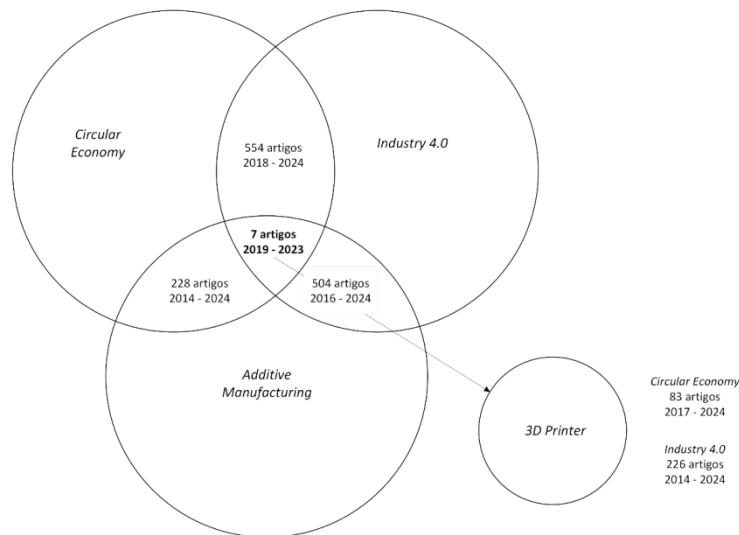 Circular
Economy
554 artigos
2018 - 2024
Industry 4.0
7 artigos
2019 - 2023
228 artigos
2014 - 2024
504 artigos
2016 - 2024
Additive
Manufacturing
3D Printer
Circular Economy
83 artigos
2017 - 2024
Industry 4.0
226 artigos
2014 - 2024